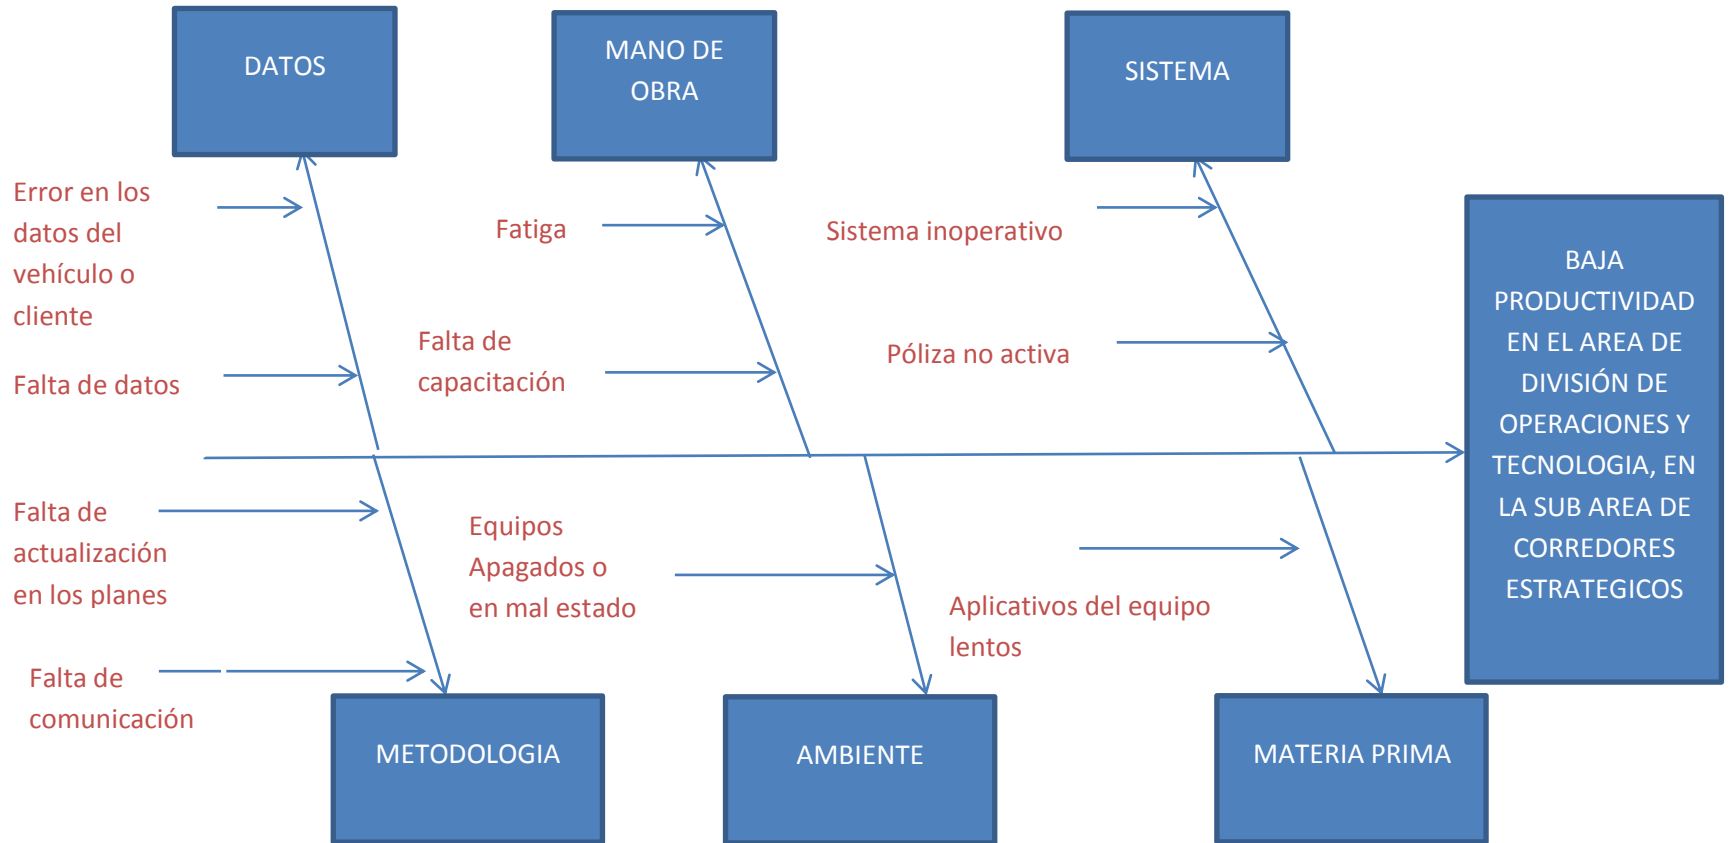 DATOS
MANO DE
OBRA
SISTEMA
Error en los
datos del
vehículo o
cliente
Fatiga
Sistema inoperativo
Falta de
capacitación
Póliza no activa
Falta de datos
BAJA
PRODUCTIVIDAD
EN EL AREA DE
DIVISIÓN DE
OPERACIONES Y
TECNOLOGIA, EN
LA SUB AREA DE
CORREDORES
ESTRATEGICOS
Falta de
actualización
en los planes
Equipos
Apagados o
en mal estado
Aplicativos del equipo
lentos
Falta de
comunicación
METODOLOGIA
AMBIENTE
MATERIA PRIMA